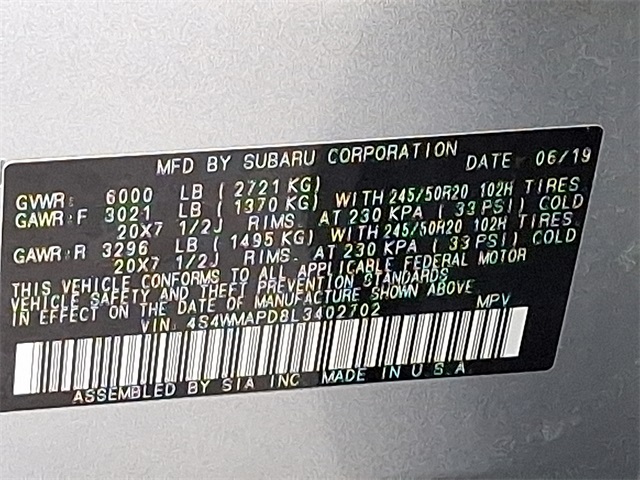 MFD BY SUBARU CORPORATION DATE 06/19
GVWR: 6000 LB ( 2721 KG)
GAWR:F 3021 LB ( 1370 KG) WITH 245/50R20 102H TIRES
20X7 1/2J RIMS. AT 230 KPA ( 33 PSI) COLD
GAWR:R 3296 LB ( 1495 KG) WITH 245/50R20 102H TIRES
20X7 1/2J RIMS. AT 230 KPA ( 33 PSI) COLD
THIS VEHICLE CONFORMS TO ALL APPLICABLE FEDERAL MOTOR
VEHICLE SAFETY AND THEFT PREVENTION STANDARDS
IN EFFECT ON THE DATE OF MANUFACTURE SHOWN ABOVE.
VIN: 4S4WMAPD8L3402702 MPV
ASSEMBLED BY SIA INC. MADE IN U.S.A